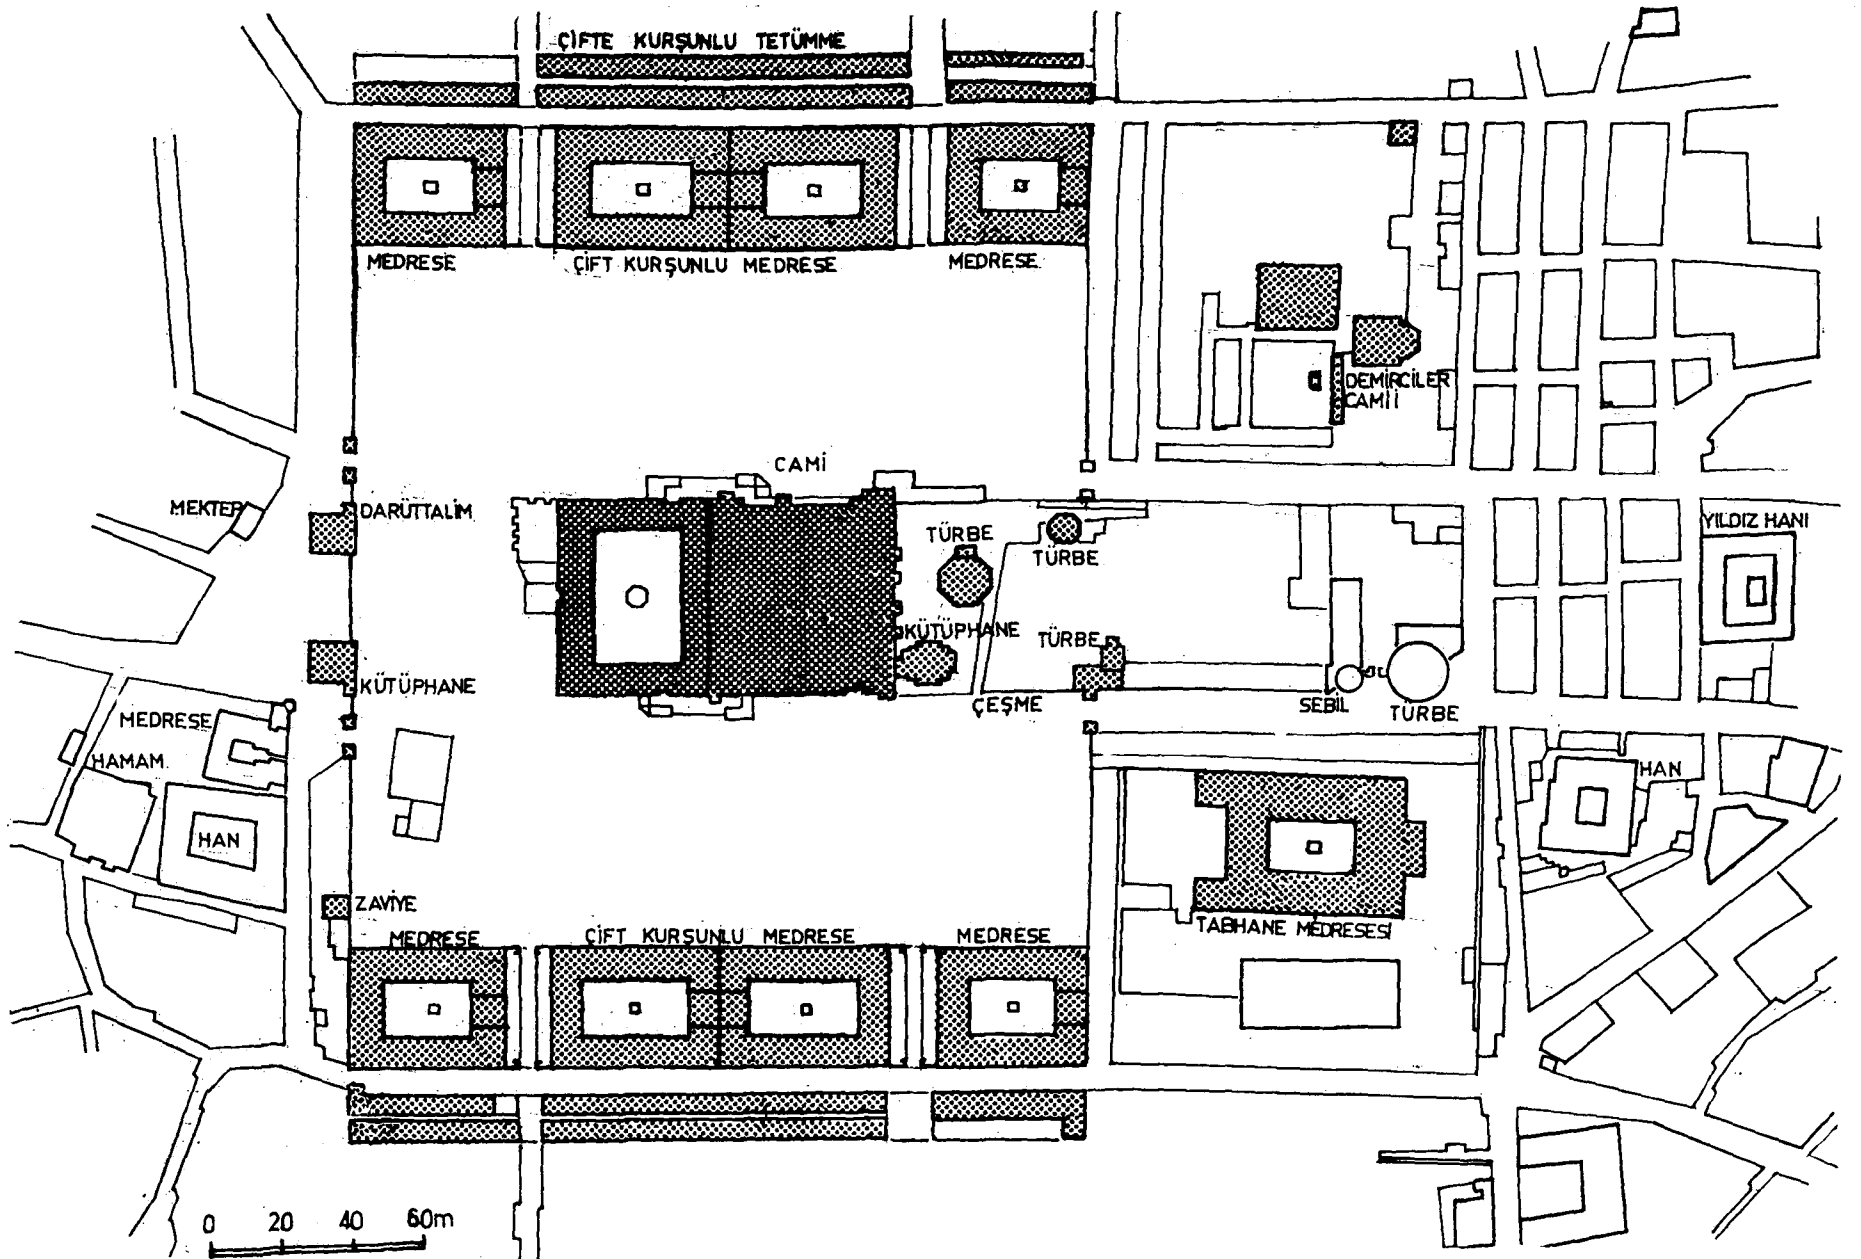 ÇİFTE KURŞUNLU TETÜMME
MEDRESE
ÇİFT KURŞUNLU MEDRESE
MEDRESE
DEMİRCİLER
CAMİİ
CAMİ
MEKTEP
DARÜTTALİM
TÜRBE
TÜRBE
YILDIZ HANI
KÜTÜPHANE
TÜRBE
KÜTÜPHANE
ÇEŞME
SEBİL
TÜRBE
MEDRESE
HAMAM
HAN
HAN
ZAVİYE
TABHANE MEDRESESİ
MEDRESE
ÇİFT KURŞUNLU MEDRESE
MEDRESE
0 20 40 60m